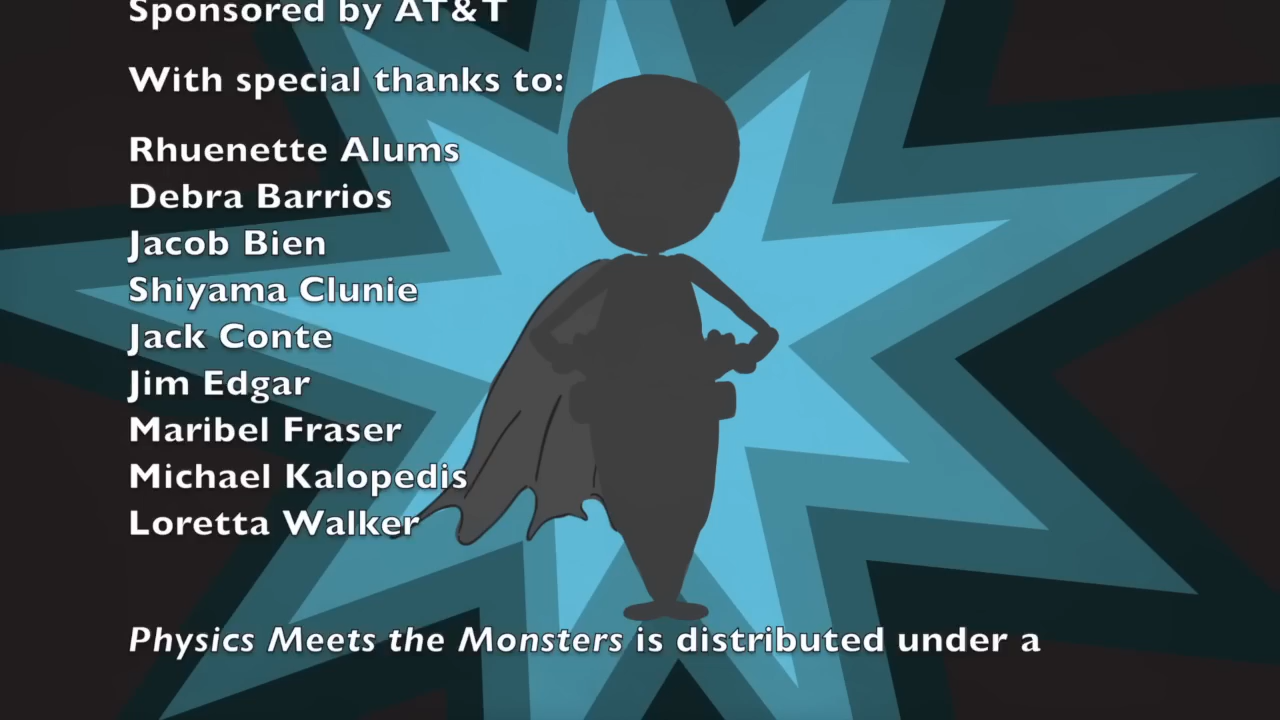 Sponsored by AT&T
With special thanks to:
Rhuenette Alums
Debra Barrios
Jacob Bien
Shiyama Clunie
Jack Conte
Jim Edgar
Maribel Fraser
Michael Kalopedis
Loretta Walker
Physics Meets the Monsters is distributed under a